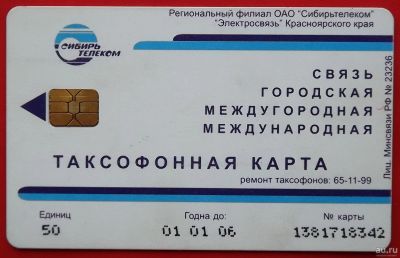 Региональный филиал ОАО "Сибирьтелеком"
"Электросвязь" Красноярского края
СИБИРЬ
ТЕЛЕКОМ
СВЯЗЬ
ГОРОДСКАЯ
МЕЖДУГОРОДНАЯ
МЕЖДУНАРОДНАЯ
Лиц. Минсвязи РФ № 23236
ТАКСОФОННАЯ КАРТА
ремонт таксофонов: 65-11-99
Единиц Годна до: № карты
50 01 01 06 1381718342
au.ru